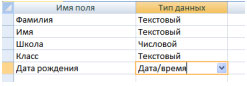 Имя поля Тип данных
Фамилия Текстовый
Имя Текстовый
Школа Числовой
Класс Текстовый
Дата рождения Дата/время